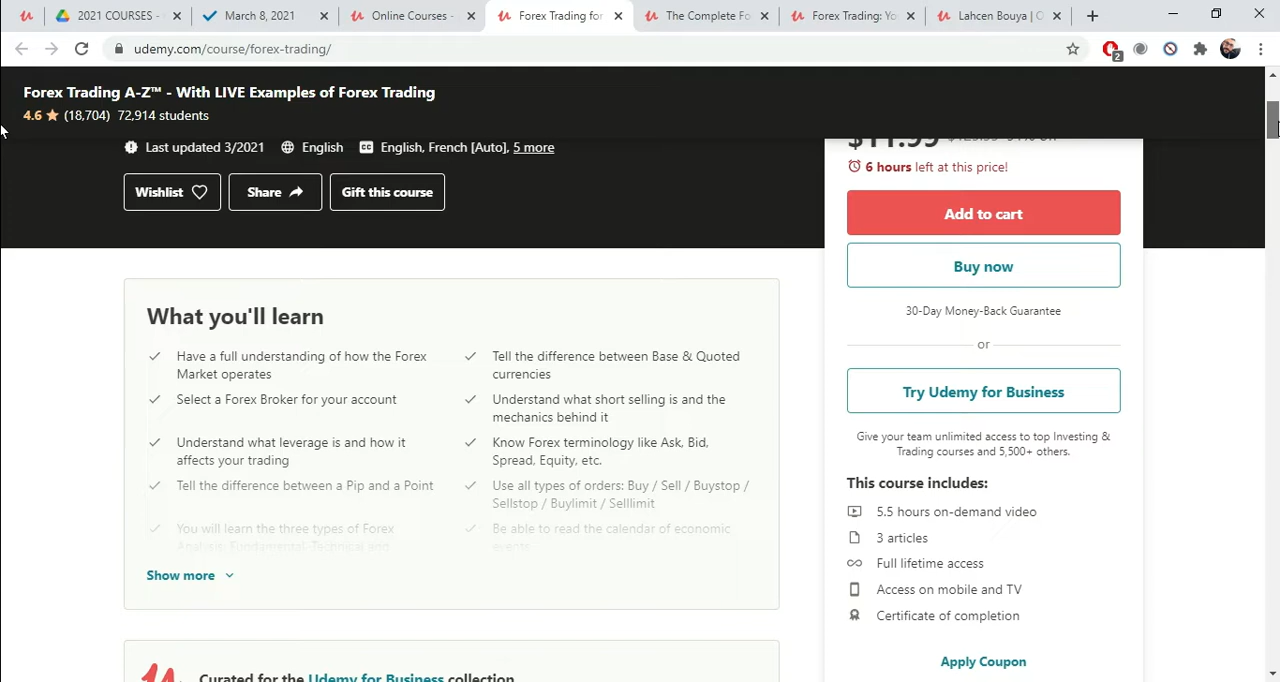 2021 COURSES -
March 8, 2021
Online Courses -
Forex Trading for
The Complete Fo
Forex Trading: Yo
Lahcen Bouya | O
udemy.com/course/forex-trading/
2
Forex Trading A-Z™ - With LIVE Examples of Forex Trading
4.6 ★ (18,704) 72,914 students
Last updated 3/2021 English English, French [Auto], 5 more
Wishlist Share Gift this course
What you'll learn
Have a full understanding of how the Forex
Market operates
Select a Forex Broker for your account
Understand what leverage is and how it
affects your trading
Tell the difference between a Pip and a Point
You will learn the three types of Forex
Analysis: Fundamental, Technical and
Tell the difference between Base & Quoted
currencies
Understand what short selling is and the
mechanics behind it
Know Forex terminology like Ask, Bid,
Spread, Equity, etc.
Use all types of orders: Buy / Sell / Buystop /
Sellstop / Buylimit / Selllimit
Be able to read the calendar of economic
events
Show more
Curated for the Udemy for Business collection
$11.99
6 hours left at this price!
Add to cart
Buy now
30-Day Money-Back Guarantee
or
Try Udemy for Business
Give your team unlimited access to top Investing &
Trading courses and 5,500+ others.
This course includes:
5.5 hours on-demand video
3 articles
Full lifetime access
Access on mobile and TV
Certificate of completion
Apply Coupon